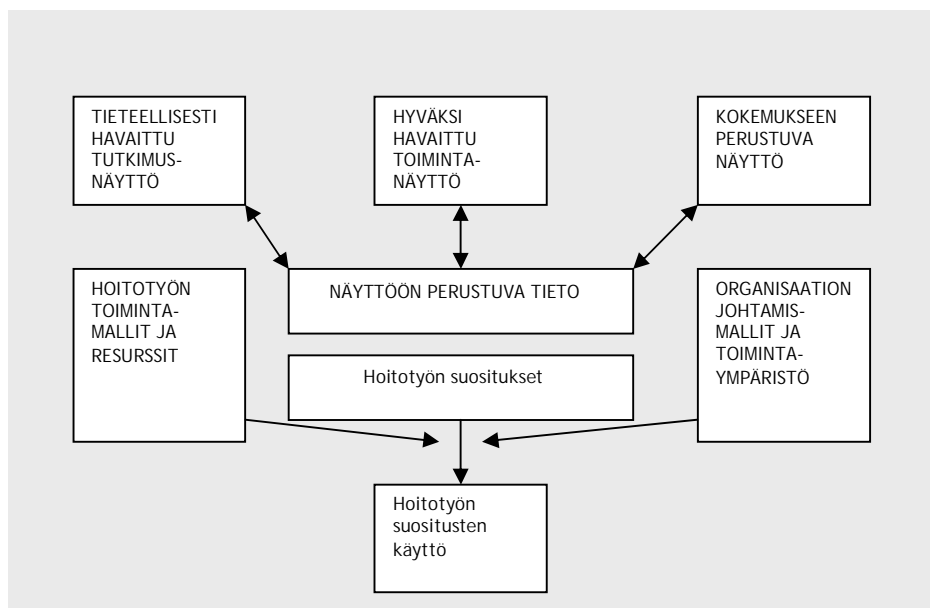 TIETEELLISESTI
HAVAITTU
TUTKIMUS-
NÄYTTÖ
HYVÄKSI
HAVAITTU
TOIMINTA-
NÄYTTÖ
KOKEMUKSEEN
PERUSTUVA
NÄYTTÖ
HOITOTYÖN
TOIMINTA-
MALLIT JA
RESURSSIT
NÄYTTÖÖN PERUSTUVA TIETO
ORGANISAATION
JOHTAMIS-
MALLIT JA
TOIMINTA-
YMPÄRISTÖ
Hoitotyön suositukset
Hoitotyön
suositusten
käyttö